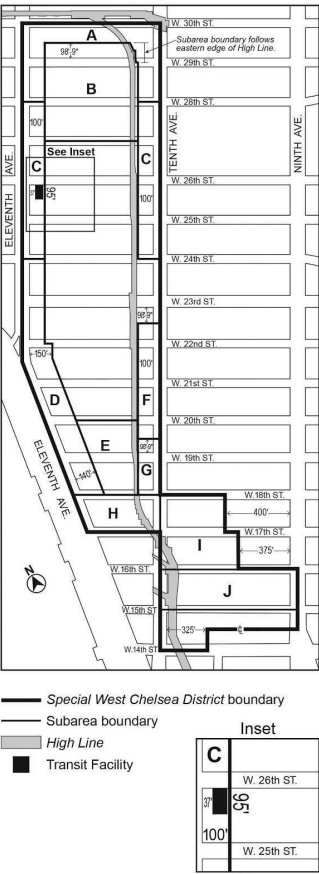 W. 30th ST.
A
98'-9"
Subarea boundary follows
eastern edge of High Line.
W. 29th ST.
B
W. 28th ST.
ELEVENTH AVE.
TENTH AVE.
NINTH AVE.
100'
See Inset
C
C
W. 26th ST.
37'
95'
100'
W. 25th ST.
W. 24th ST.
W. 23rd ST.
98'-9"
W. 22nd ST.
150'
100'
W. 21st ST.
D
F
W. 20th ST.
E
98'-9"
W. 19th ST.
ELEVENTH AVE.
140'
G
W.18th ST.
H
400'
W.17th ST.
I
375'
W.16th ST.
N
J
W.15th ST
325'
℄
W.14th ST.
Special West Chelsea District boundary
Subarea boundary
High Line
Transit Facility
Inset
C
W. 26th ST.
37'
95'
100'
W. 25th ST.